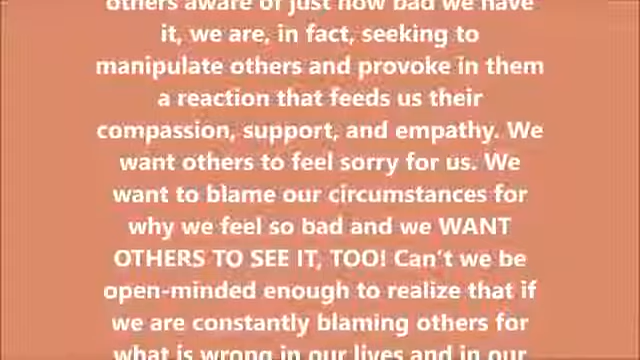 others aware of just how bad we have
it, we are, in fact, seeking to
manipulate others and provoke in them
a reaction that feeds us their
compassion, support, and empathy. We
want others to feel sorry for us. We
want to blame our circumstances for
why we feel so bad and we WANT
OTHERS TO SEE IT, TOO! Can't we be
open-minded enough to realize that if
we are constantly blaming others for
what is wrong in our lives and in our